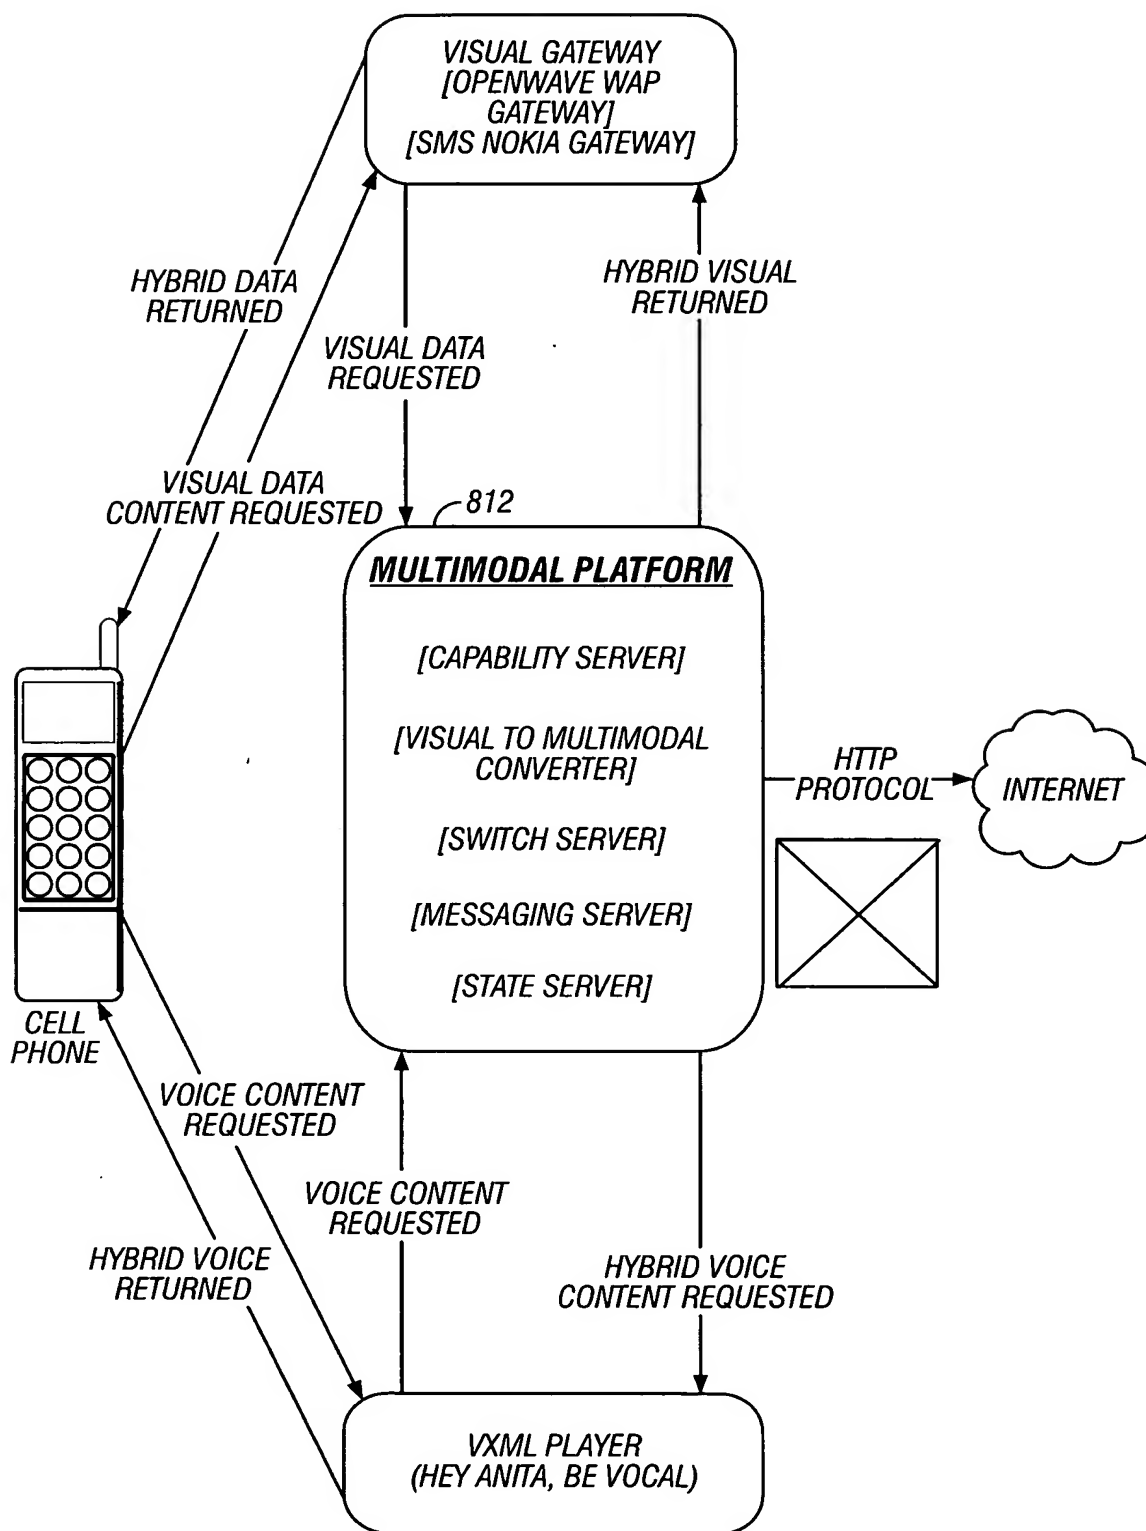 VISUAL GATEWAY
[OPENWAVE WAP
GATEWAY]
[SMS NOKIA GATEWAY]
HYBRID DATA
RETURNED
HYBRID VISUAL
RETURNED
VISUAL DATA
REQUESTED
VISUAL DATA
CONTENT REQUESTED
812
MULTIMODAL PLATFORM
[CAPABILITY SERVER]
[VISUAL TO MULTIMODAL
CONVERTER]
[SWITCH SERVER]
[MESSAGING SERVER]
[STATE SERVER]
HTTP
PROTOCOL
INTERNET
CELL
PHONE
VOICE CONTENT
REQUESTED
VOICE CONTENT
REQUESTED
HYBRID VOICE
RETURNED
HYBRID VOICE
CONTENT REQUESTED
VXML PLAYER
(HEY ANITA, BE VOCAL)